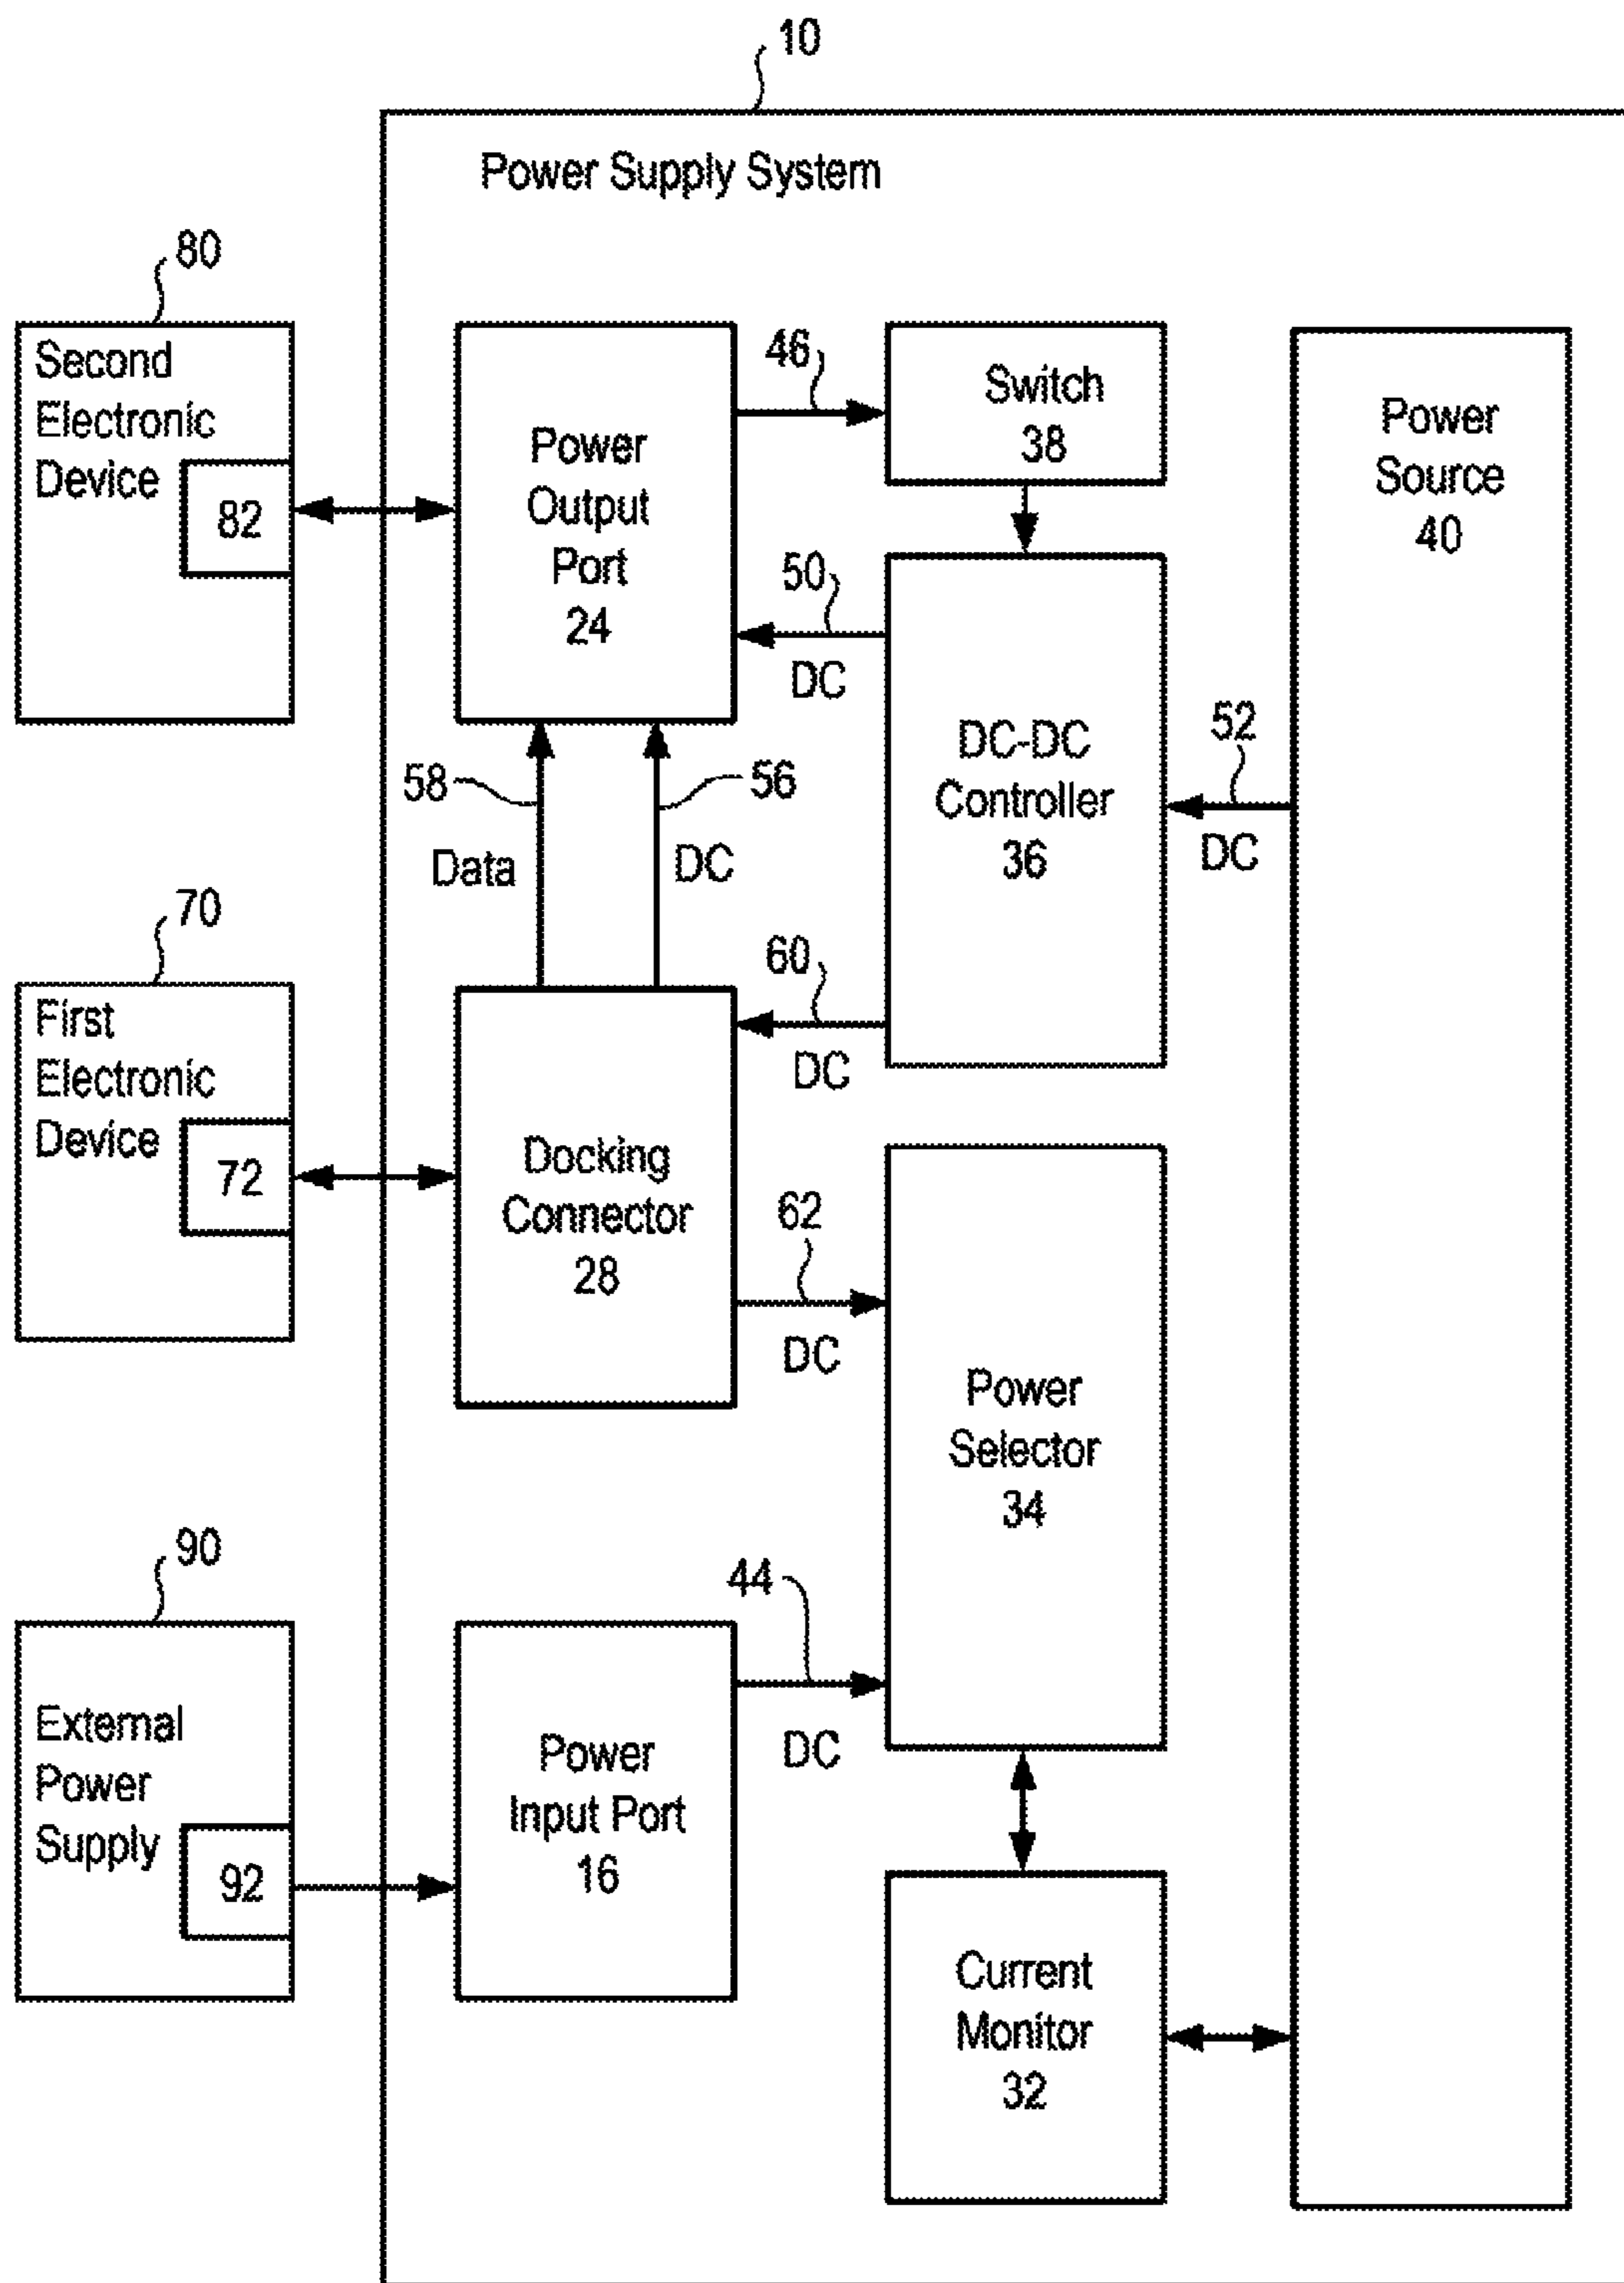 10
Power Supply System
80
Second
Electronic
Device
82
Power
Output
Port
24
46
Switch
38
Power
Source
40
50
DC
DC-DC
Controller
36
52
DC
58
Data
56
DC
70
First
Electronic
Device
72
60
DC
Docking
Connector
28
62
DC
Power
Selector
34
90
External
Power
Supply
92
44
DC
Power
Input Port
16
Current
Monitor
32